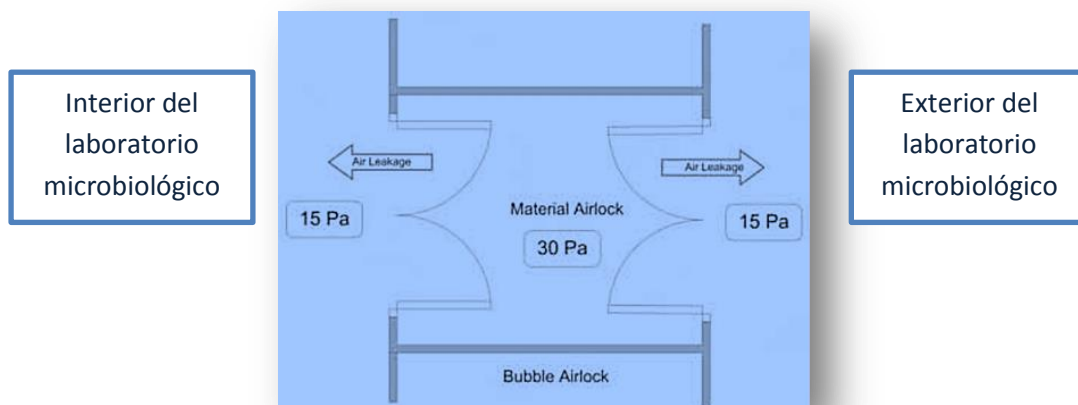 Interior del
laboratorio
microbiológico
Exterior del
laboratorio
microbiológico
Air Leakage
Air Leakage
15 Pa
Material Airlock
30 Pa
15 Pa
Bubble Airlock